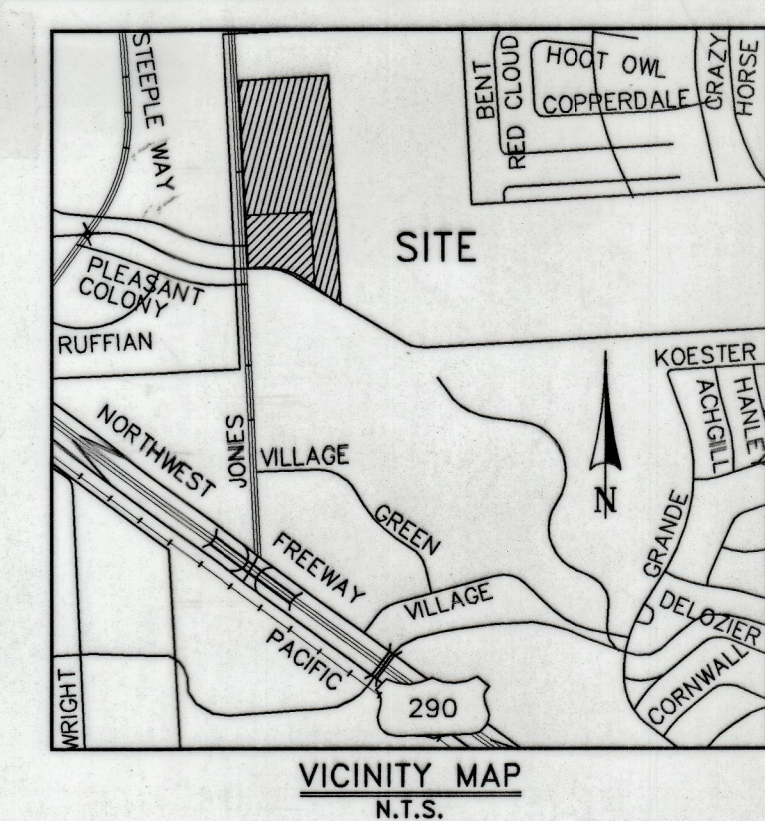 STEEPLE WAY
BENT
RED CLOUD
HOOT OWL
COPPERDALE
CRAZY
HORSE
SITE
PLEASANT
COLONY
RUFFIAN
KOESTER
ACHGILL
HANLE
NORTHWEST
JONES
VILLAGE
GREEN
N
GRANDE
FREEWAY
VILLAGE
DELOZIER
PACIFIC
CORNWALL
WRIGHT
290
VICINITY MAP
N.T.S.